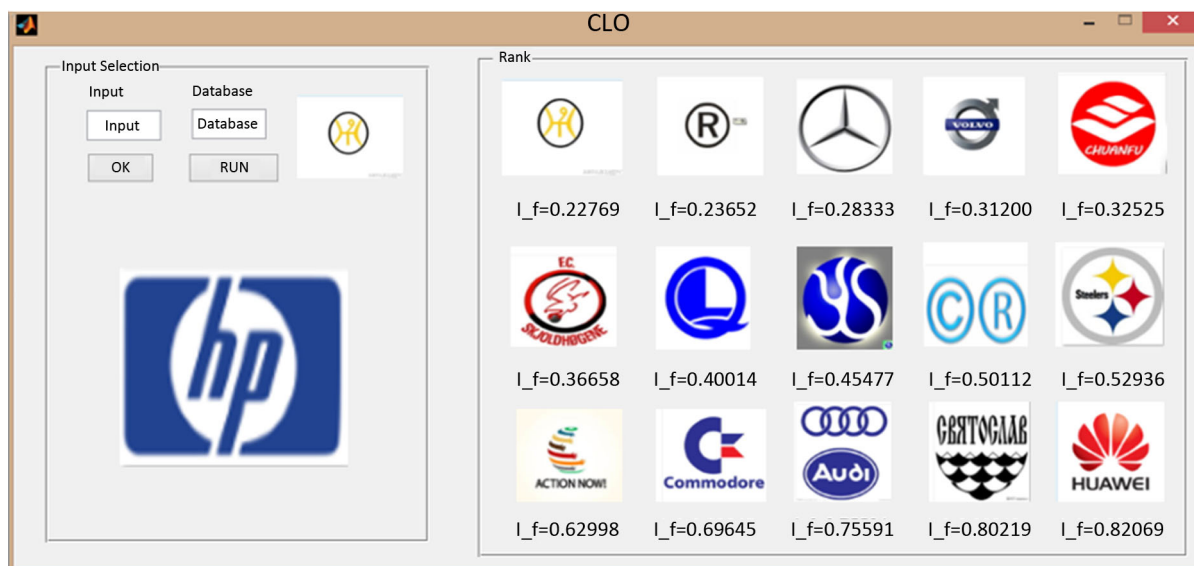 CLO
Input Selection
Input
Database
Input
Database
OK
RUN
hp
Rank
R
VOLVO
CHUANFU
I_f=0.22769
I_f=0.23652
I_f=0.28333
I_f=0.31200
I_f=0.32525
F.C.
SKJOLDHØGENE
L
YS
C R
Steelers
I_f=0.36658
I_f=0.40014
I_f=0.45477
I_f=0.50112
I_f=0.52936
ACTION NOW!
Commodore
Audi
СВЯТОСЛАВ
HUAWEI
I_f=0.62998
I_f=0.69645
I_f=0.75591
I_f=0.80219
I_f=0.82069